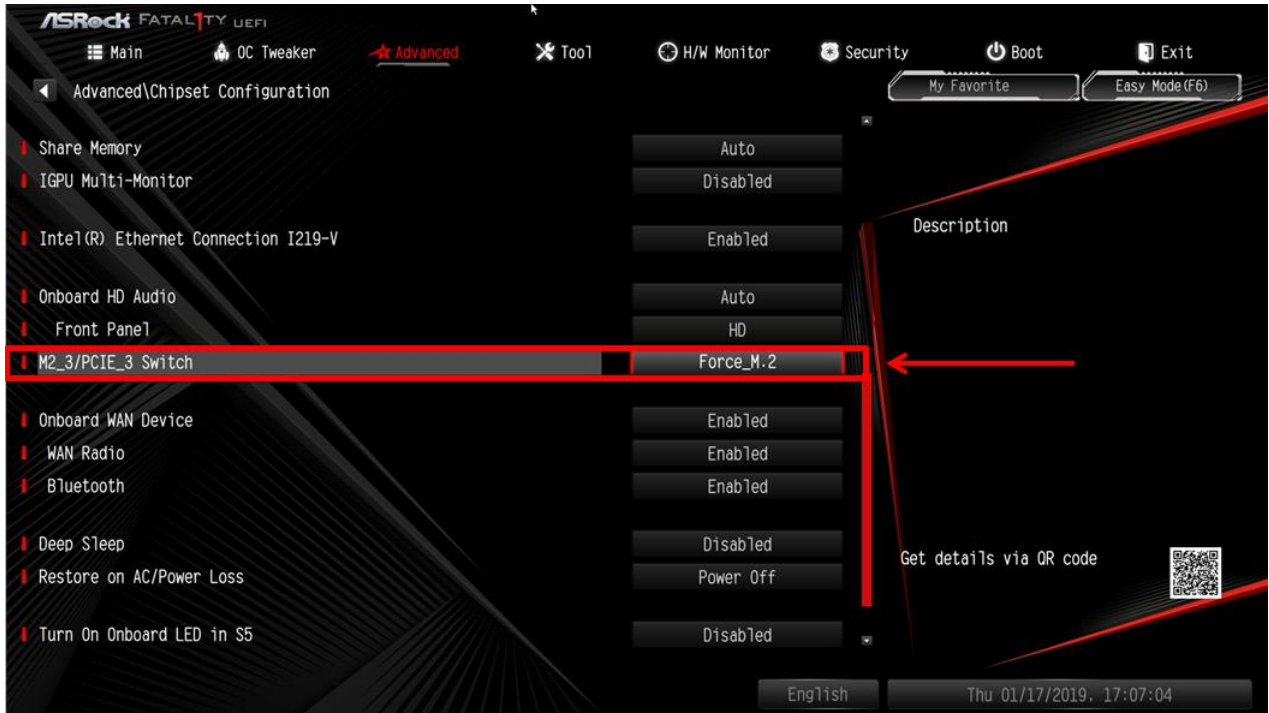 ASRock FATAL1TY UEFI
Main OC Tweaker Advanced Tool H/W Monitor Security Boot Exit
Advanced\Chipset Configuration My Favorite Easy Mode(F6)
Share Memory Auto
IGPU Multi-Monitor Disabled
Description
Intel(R) Ethernet Connection I219-V Enabled
Onboard HD Audio Auto
Front Panel HD
M2_3/PCIE_3 Switch Force_M.2
Onboard WAN Device Enabled
WAN Radio Enabled
Bluetooth Enabled
Deep Sleep Disabled
Get details via QR code
Restore on AC/Power Loss Power Off
Turn On Onboard LED in S5 Disabled
English Thu 01/17/2019. 17:07:04